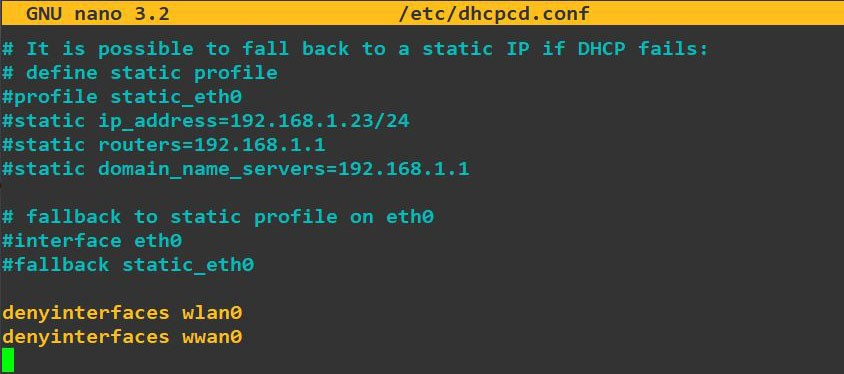 GNU nano 3.2 /etc/dhcpcd.conf
# It is possible to fall back to a static IP if DHCP fails:
# define static profile
#profile static_eth0
#static ip_address=192.168.1.23/24
#static routers=192.168.1.1
#static domain_name_servers=192.168.1.1
# fallback to static profile on eth0
#interface eth0
#fallback static_eth0
denyinterfaces wlan0
denyinterfaces wwan0